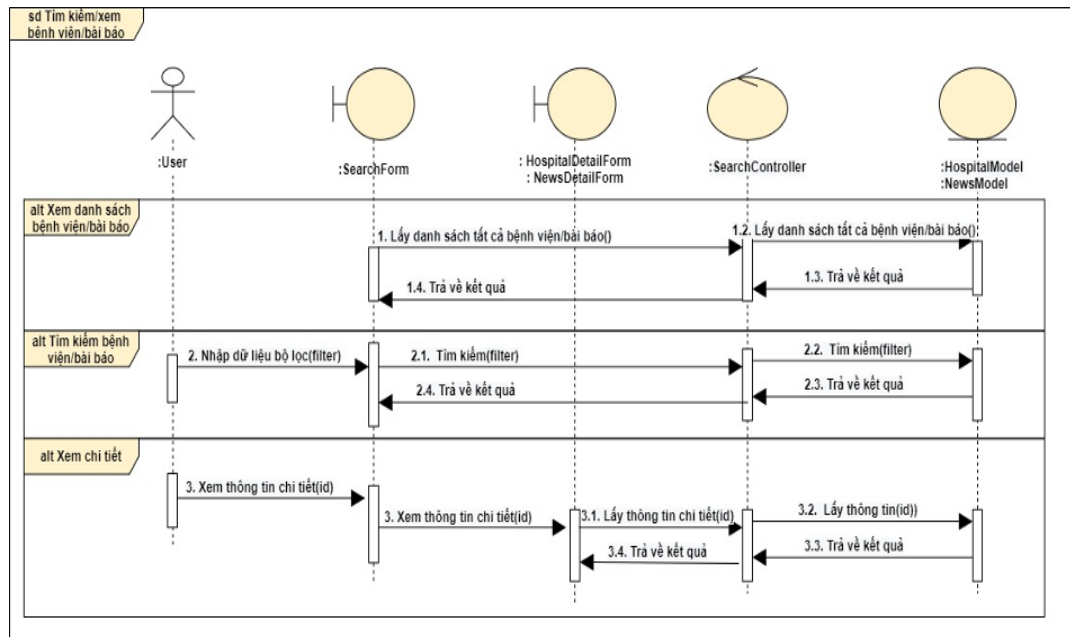 sd Tìm kiếm/xem
bệnh viên/bài báo
:User
:SearchForm
: HospitalDetailForm
: NewsDetailForm
:SearchController
:HospitalModel
:NewsModel
alt Xem danh sách
bệnh viện/bài báo
1. Lấy danh sách tất cả bệnh viện/bài báo()
1.2. Lấy danh sách tất cả bệnh viện/bài báo()
1.3. Trả về kết quả
1.4. Trả về kết quả
alt Tìm kiếm bệnh
viện/bài báo
2. Nhập dữ liệu bộ lọc(filter)
2.1. Tìm kiếm(filter)
2.2. Tìm kiếm(filter)
2.3. Trả về kết quả
2.4. Trả về kết quả
alt Xem chi tiết
3. Xem thông tin chi tiết(id)
3. Xem thông tin chi tiết(id)
3.1. Lấy thông tin chi tiết(id)
3.2. Lấy thông tin(id))
3.3. Trả về kết quả
3.4. Trả về kết quả